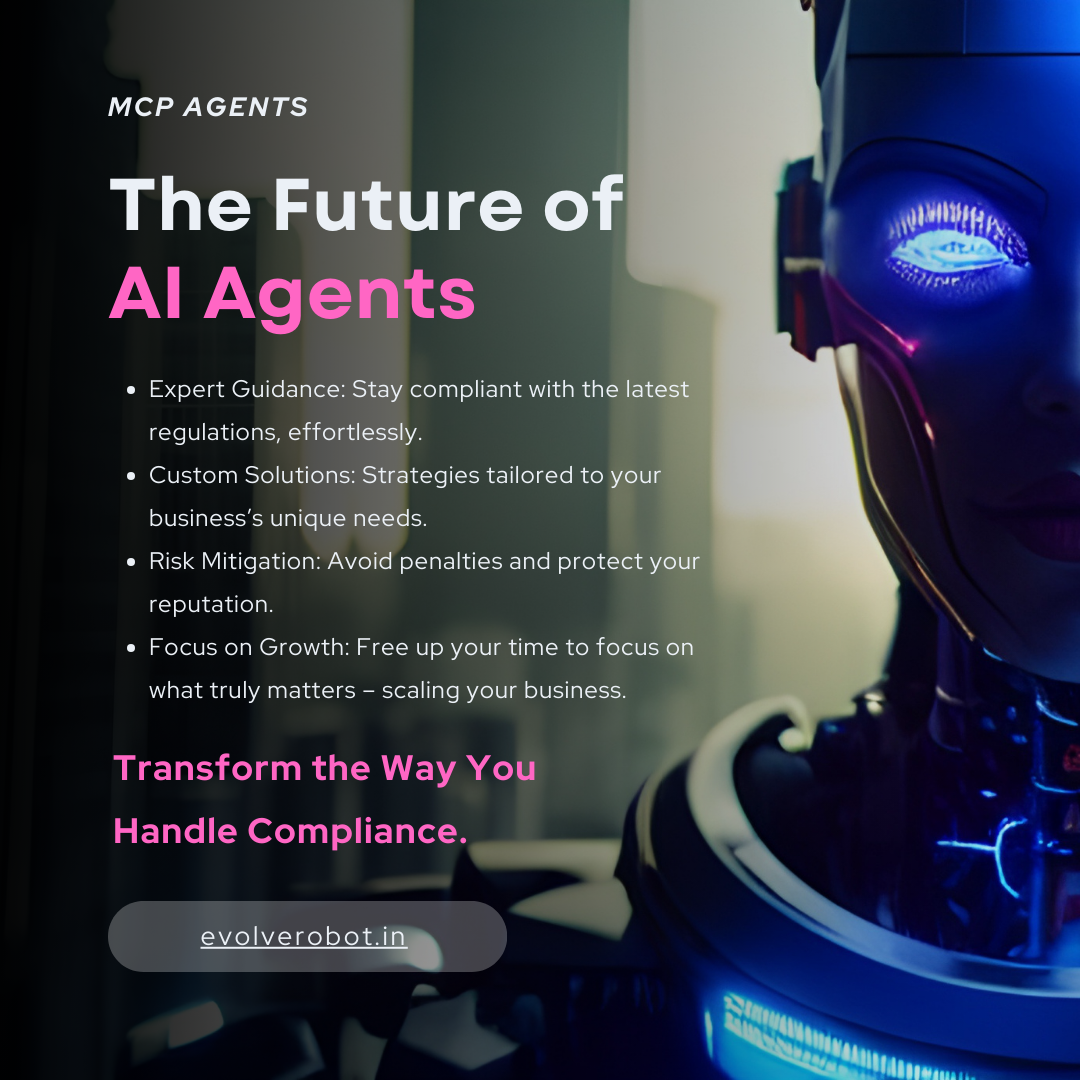 MCP AGENTS
The Future of
AI Agents
• Expert Guidance: Stay compliant with the latest
regulations, effortlessly.
• Custom Solutions: Strategies tailored to your
business’s unique needs.
• Risk Mitigation: Avoid penalties and protect your
reputation.
• Focus on Growth: Free up your time to focus on
what truly matters – scaling your business.
Transform the Way You
Handle Compliance.
evolverobot.in